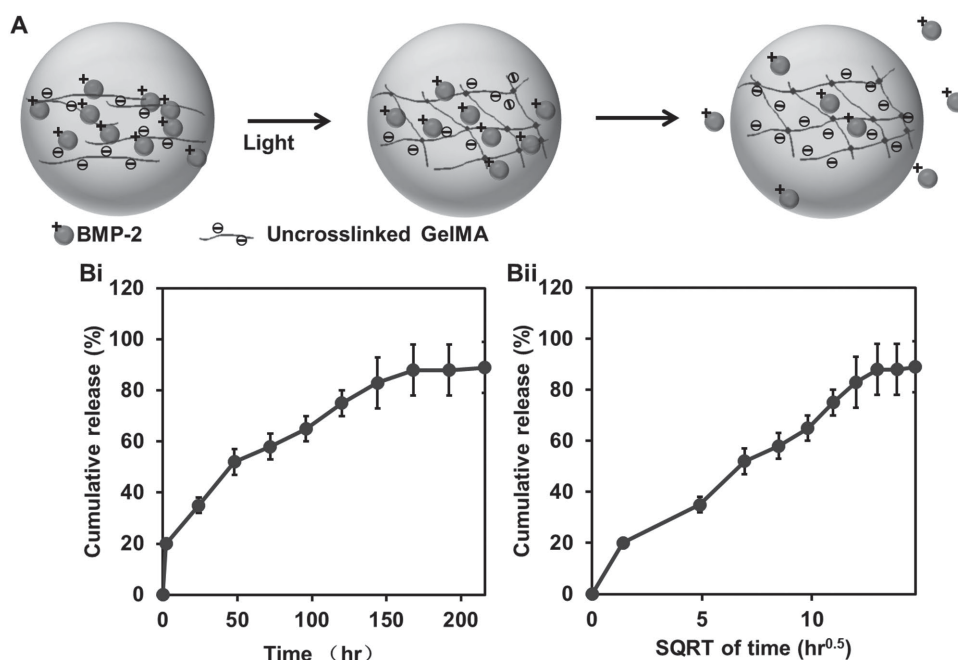 A
Light
BMP-2 Uncrosslinked GelMA
Bi
Cumulative release (%)
120
100
80
60
40
20
0
0 50 100 150 200
Time (hr)
Bii
Cumulative release (%)
120
100
80
60
40
20
0
0 5 10
SQRT of time (hr^0.5)